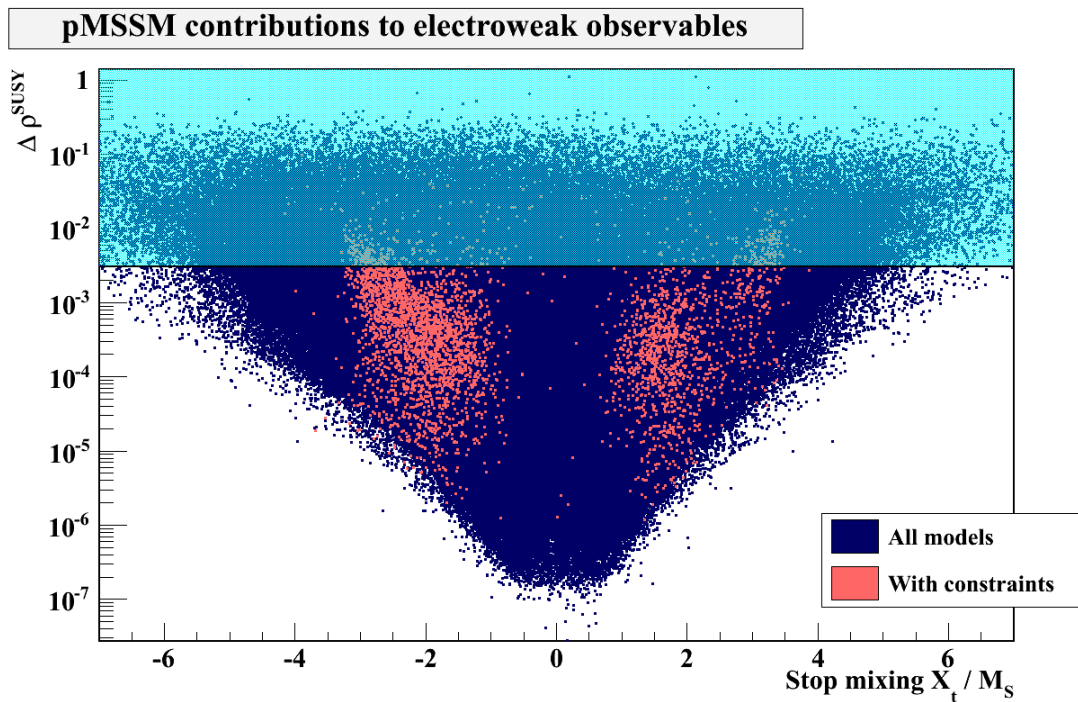 pMSSM contributions to electroweak observables
Δ ρ^SUSY
1
10^-1
10^-2
10^-3
10^-4
10^-5
10^-6
10^-7
-6 -4 -2 0 2 4 6
Stop mixing X_t / M_S
All models
With constraints